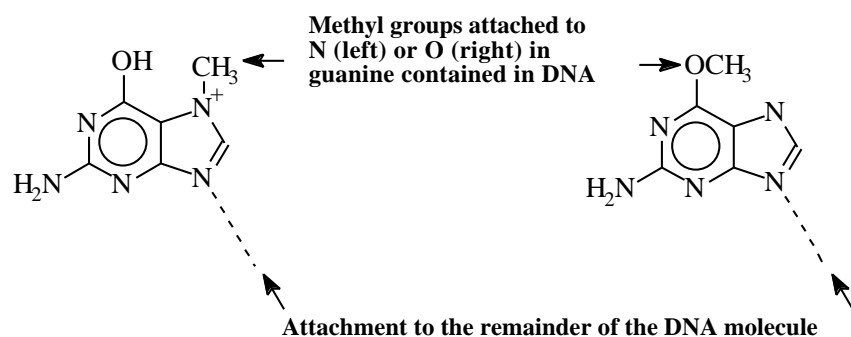 Methyl groups attached to
N (left) or O (right) in
guanine contained in DNA
OH
CH3
N+
N
H2N
N
N
OCH3
N
N
H2N
N
N
Attachment to the remainder of the DNA molecule